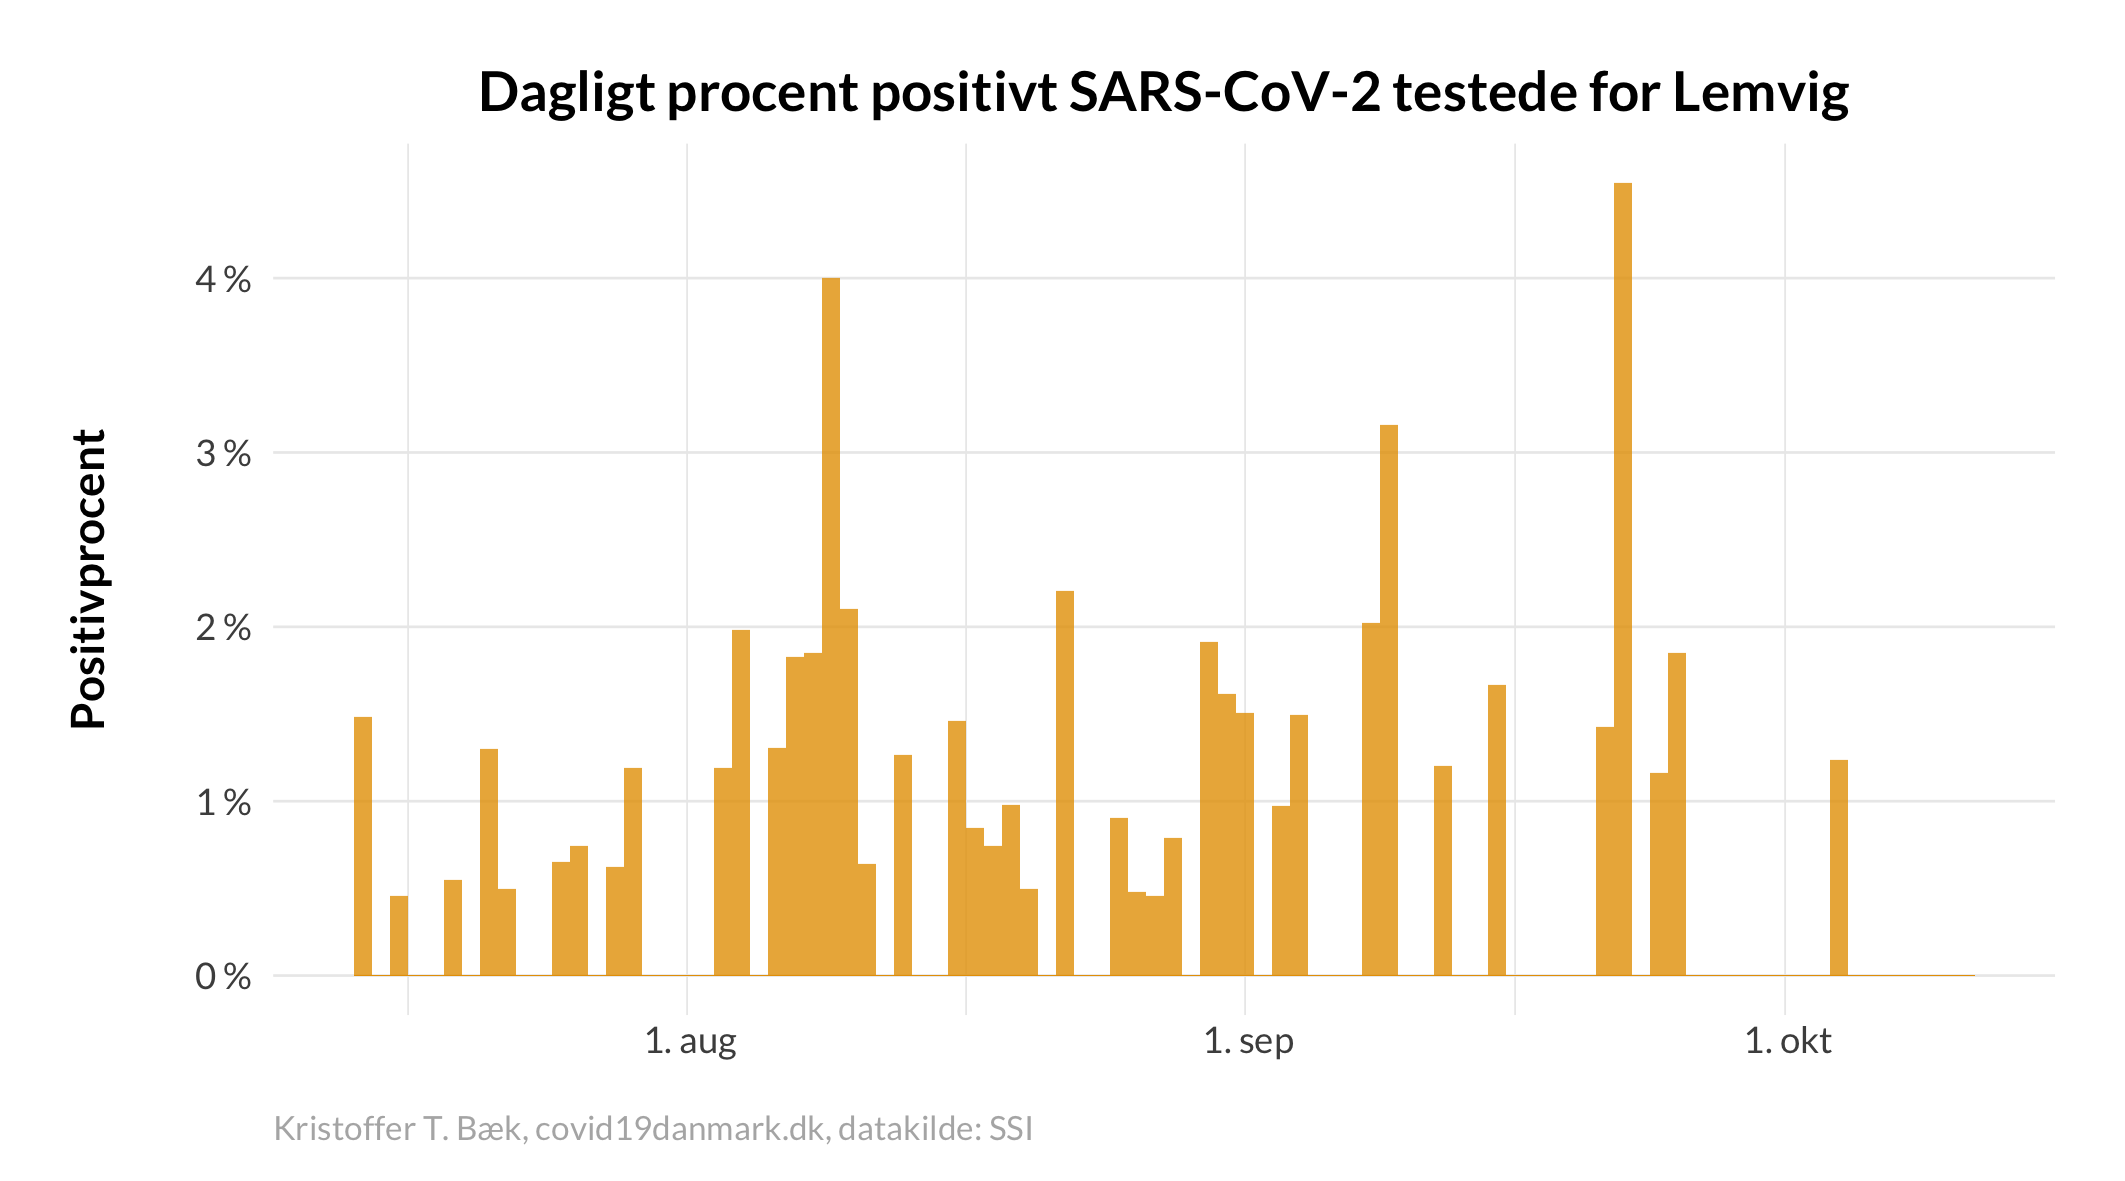 Dagligt procent positivt SARS-CoV-2 testede for Lemvig
Positivprocent
4 %
3 %
2 %
1 %
0 %
1. aug
1. sep
1. okt
Kristoffer T. Bæk, covid19danmark.dk, datakilde: SSI